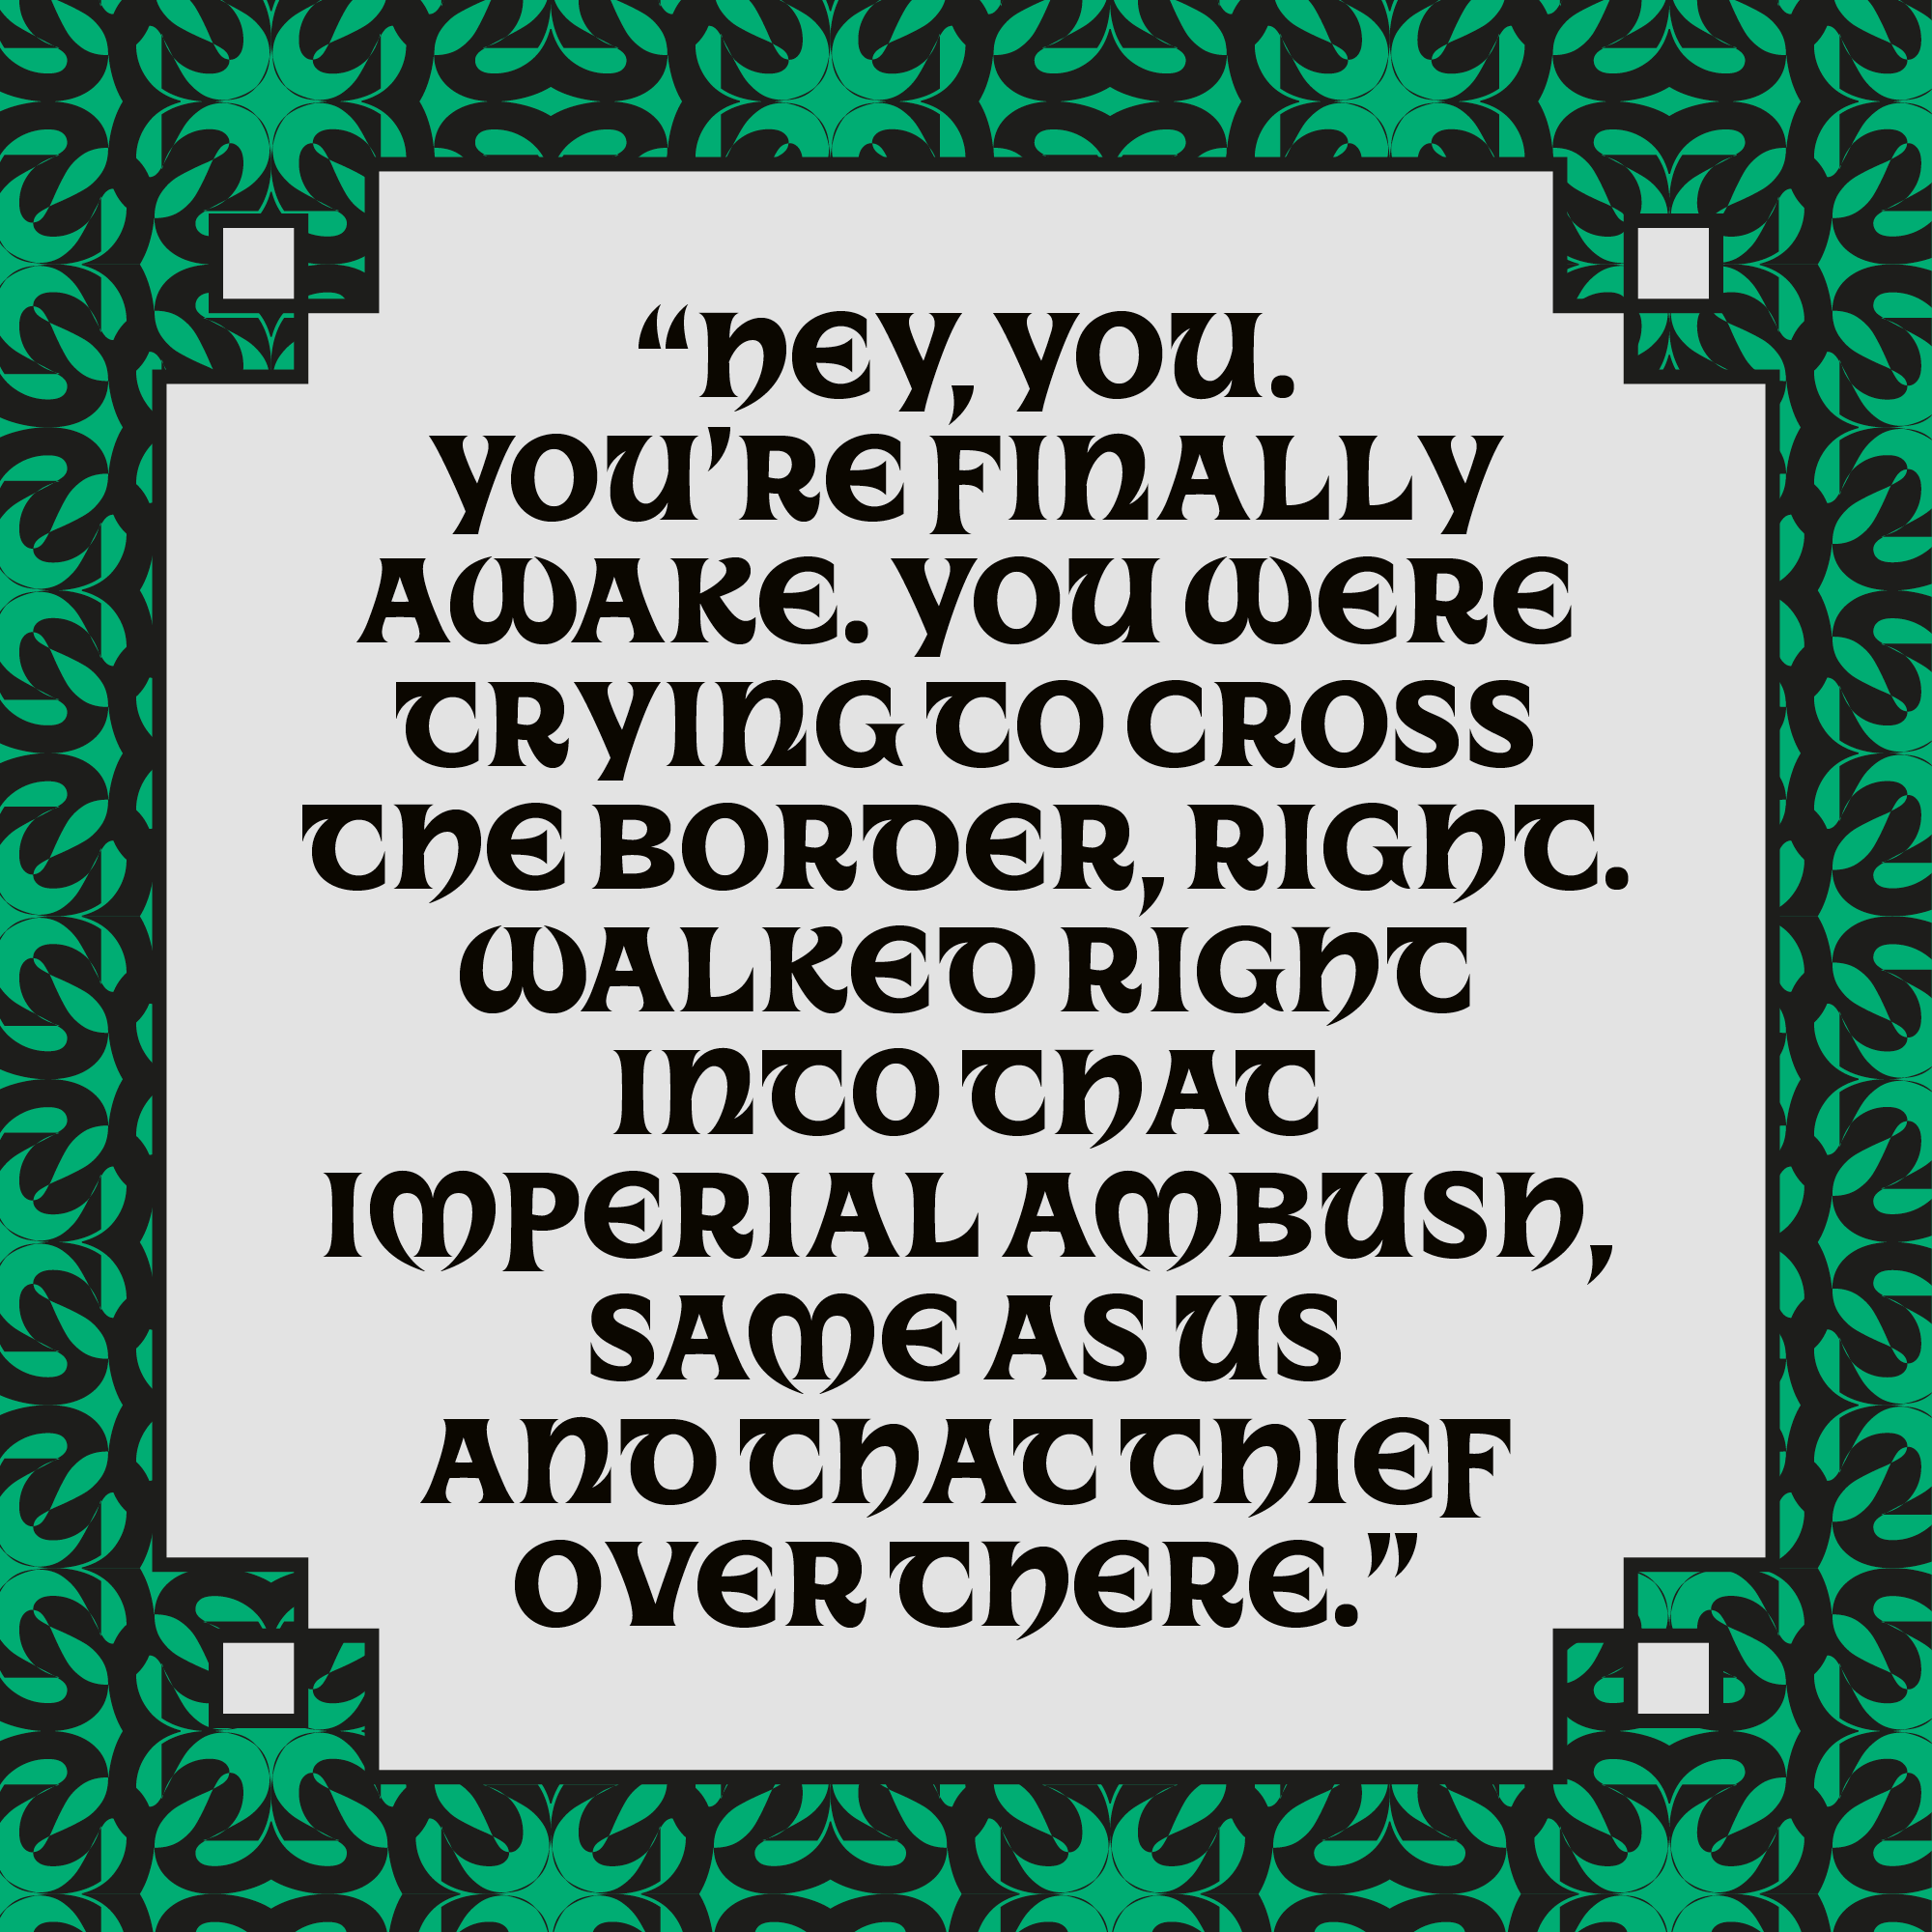 “HEY, YOU.
YOU’RE FINALLY
AWAKE. YOU WERE
TRYING TO CROSS
THE BORDER, RIGHT.
WALKED RIGHT
INTO THAT
IMPERIAL AMBUSH,
SAME AS US
AND THAT THIEF
OVER THERE.”